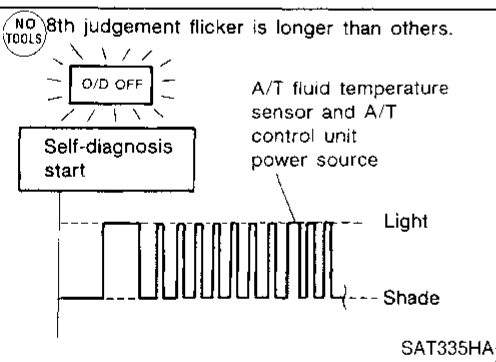 NO TOOLS
8th judgement flicker is longer than others.
O/D OFF
Self-diagnosis
start
A/T fluid temperature
sensor and A/T
control unit
power source
Light
Shade
SAT335HA